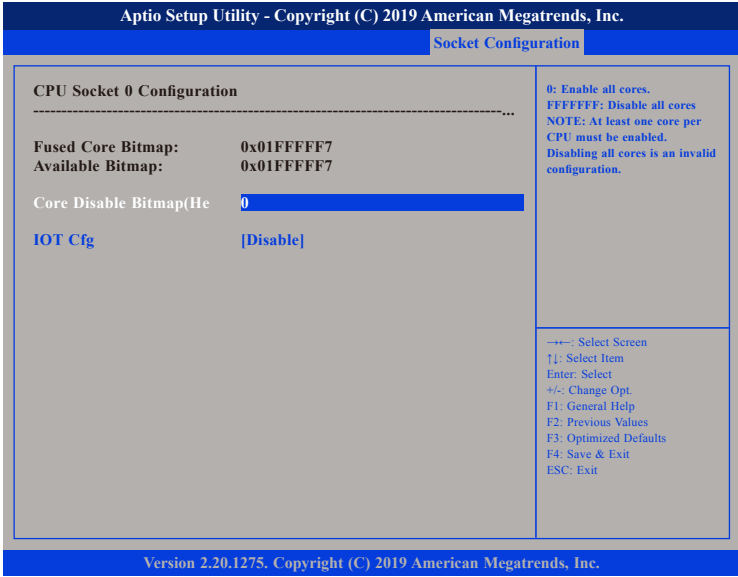 Aptio Setup Utility - Copyright (C) 2019 American Megatrends, Inc.
Socket Configuration
CPU Socket 0 Configuration
-----------------------------------------------------------------------------------...
Fused Core Bitmap: 0x01FFFFF7
Available Bitmap: 0x01FFFFF7
Core Disable Bitmap(He 0
IOT Cfg [Disable]
0: Enable all cores.
FFFFFFF: Disable all cores
NOTE: At least one core per
CPU must be enabled.
Disabling all cores is an invalid
configuration.
→←: Select Screen
↑↓: Select Item
Enter: Select
+/-: Change Opt.
F1: General Help
F2: Previous Values
F3: Optimized Defaults
F4: Save & Exit
ESC: Exit
Version 2.20.1275. Copyright (C) 2019 American Megatrends, Inc.